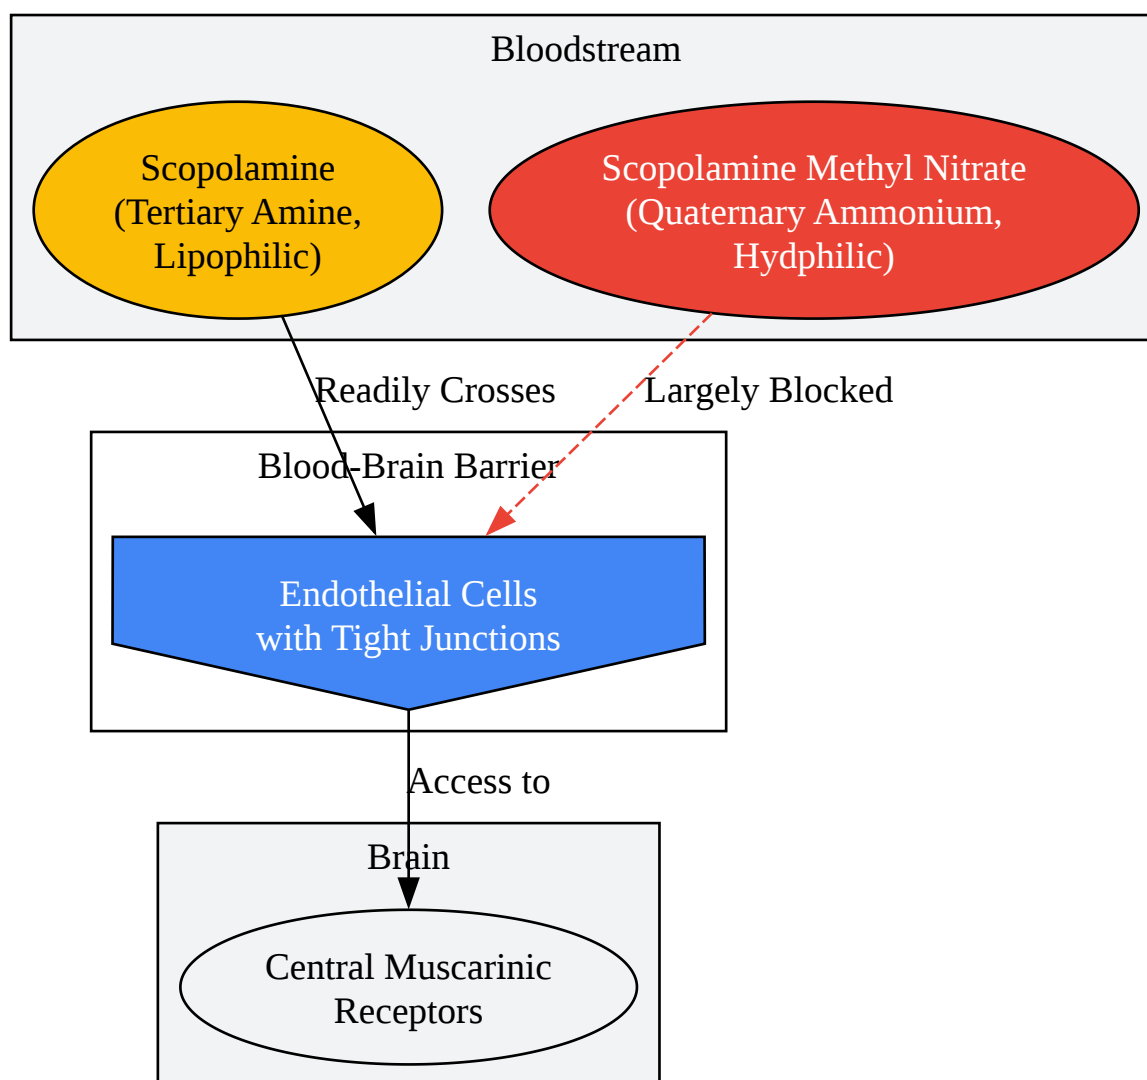 Bloodstream
Scopolamine
(Tertiary Amine,
Lipophilic)
Scopolamine Methyl Nitrate
(Quaternary Ammonium,
Hydphilic)
Readily Crosses
Largely Blocked
Blood-Brain Barrier
Endothelial Cells
with Tight Junctions
Access to
Brain
Central Muscarinic
Receptors